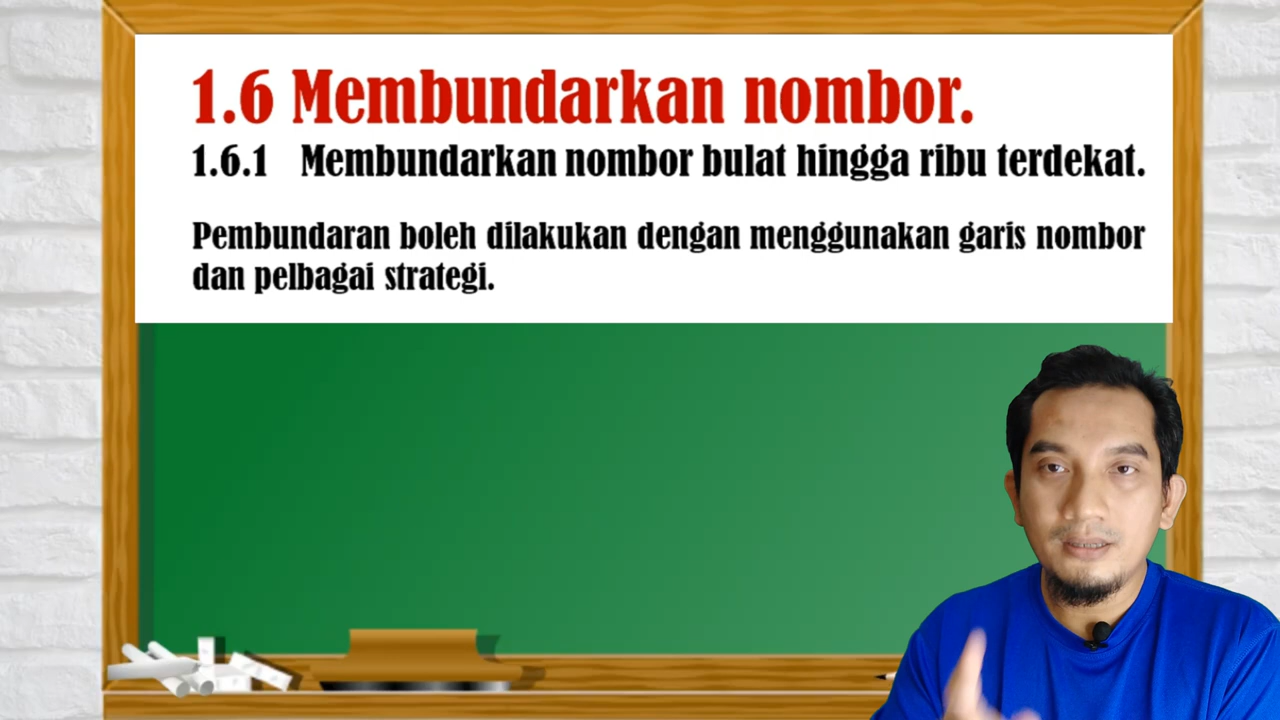 1.6 Membundarkan nombor.
1.6.1 Membundarkan nombor bulat hingga ribu terdekat.
Pembundaran boleh dilakukan dengan menggunakan garis nombor
dan pelbagai strategi.